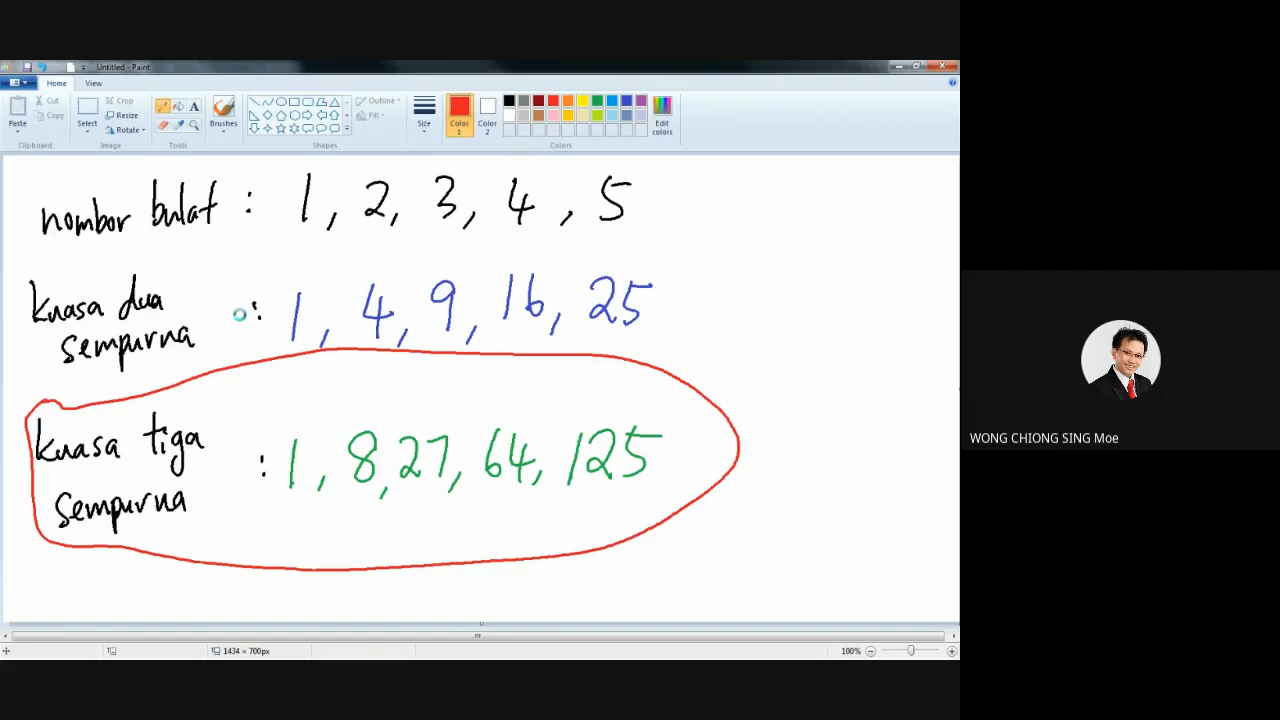 Untitled - Paint
Home View
Paste
Cut
Copy
Select
Crop
Resize
Rotate
A
Brushes
Outline
Fill
Size
Color 1
Color 2
Edit colors
Clipboard Image Tools Shapes Colors
nombor bulat : 1, 2, 3, 4, 5
kuasa dua
sempurna : 1, 4, 9, 16, 25
kuasa tiga
sempurna : 1, 8, 27, 64, 125
1434 × 700px
100%
WONG CHIONG SING Moe